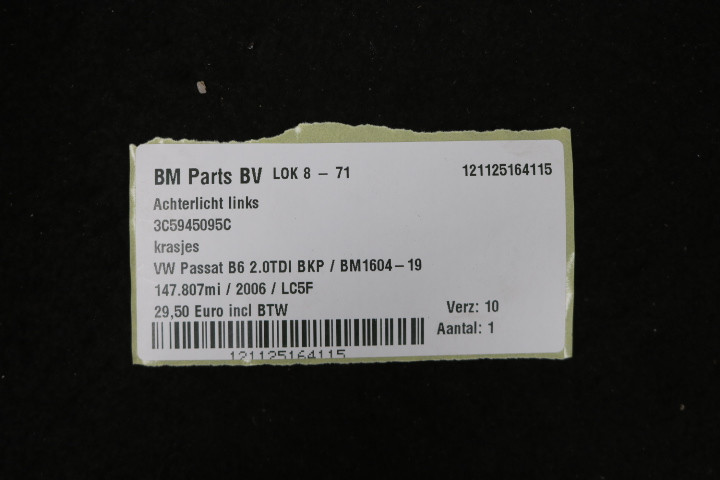 BM Parts BV LOK 8 – 71 121125164115
Achterlicht links
3C5945095C
krasjes
VW Passat B6 2.0TDI BKP / BM1604–19
147.807mi / 2006 / LC5F
29,50 Euro incl BTW Verz: 10
Aantal: 1
121125164115